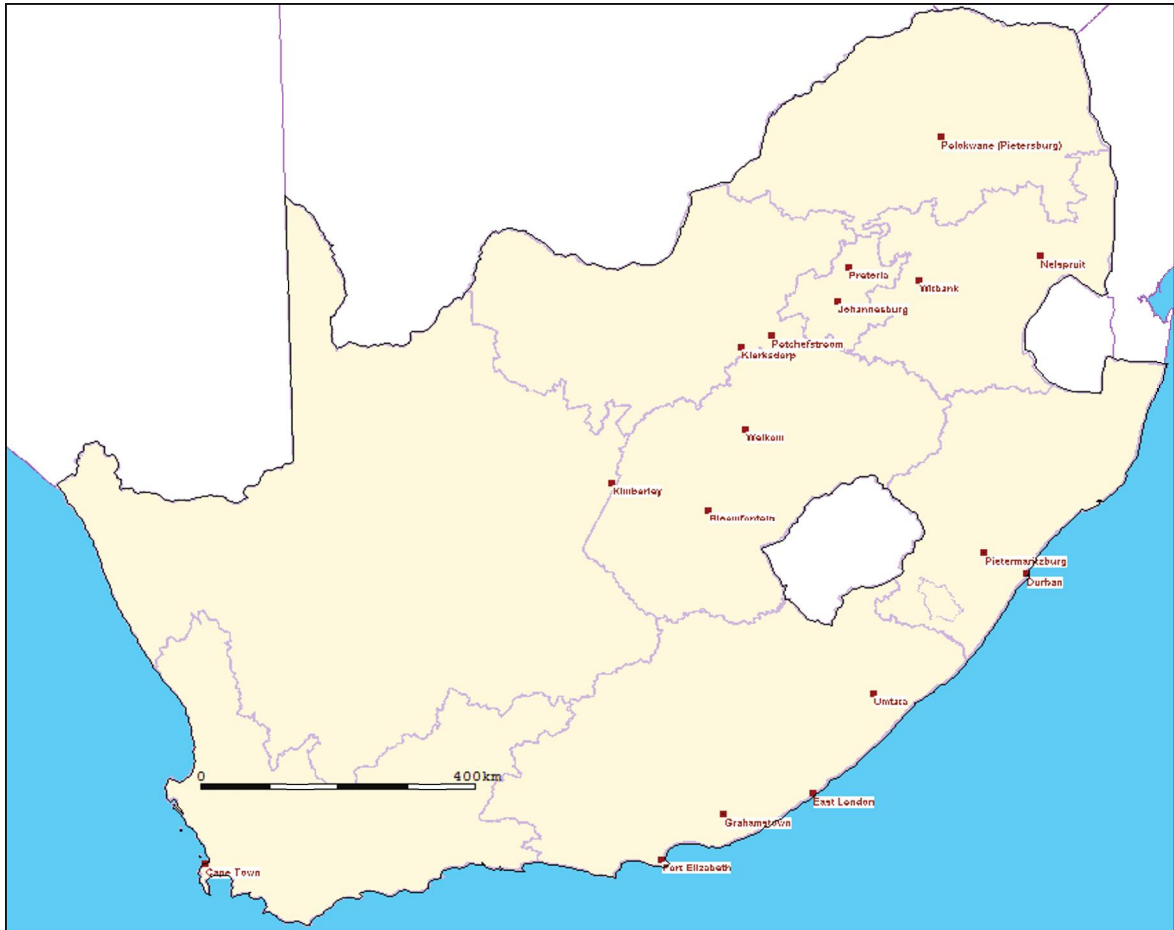 Polokwane (Pietersburg)
Nelspruit
Pretoria
Witbank
Johannesburg
Potchefstroom
Klerksdorp
Welkom
Kimberley
Bloemfontein
Pietermaritzburg
Durban
Umtata
0 400km
East London
Grahamstown
Port Elizabeth
Cape Town